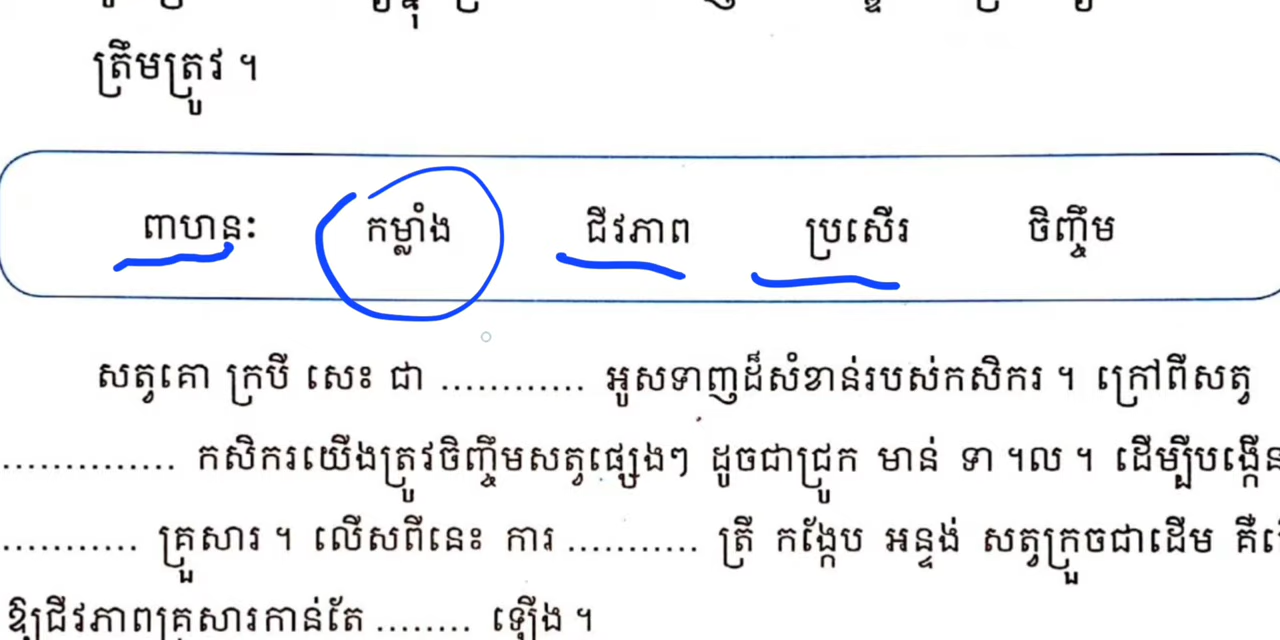 ត្រឹមត្រូវ ។
ពាហនៈ កម្លាំង ជីវភាព ប្រសើរ ចិញ្ចឹម
សត្វគោ ក្របី សេះ ជា ............ អូសទាញដ៏សំខាន់របស់កសិករ ។ ក្រៅពីសត្វ
............... កសិករយើងត្រូវចិញ្ចឹមសត្វផ្សេងៗ ដូចជាជ្រូក មាន់ ទា ។ល ។ ដើម្បីបង្កើន
............ គ្រួសារ ។ លើសពីនេះ ការ ........... ត្រី កង្កែប អន្ទង់ សត្វក្រួចជាដើម គឺ
ឱ្យជីវភាពគ្រួសារកាន់តែ ........ ឡើង ។